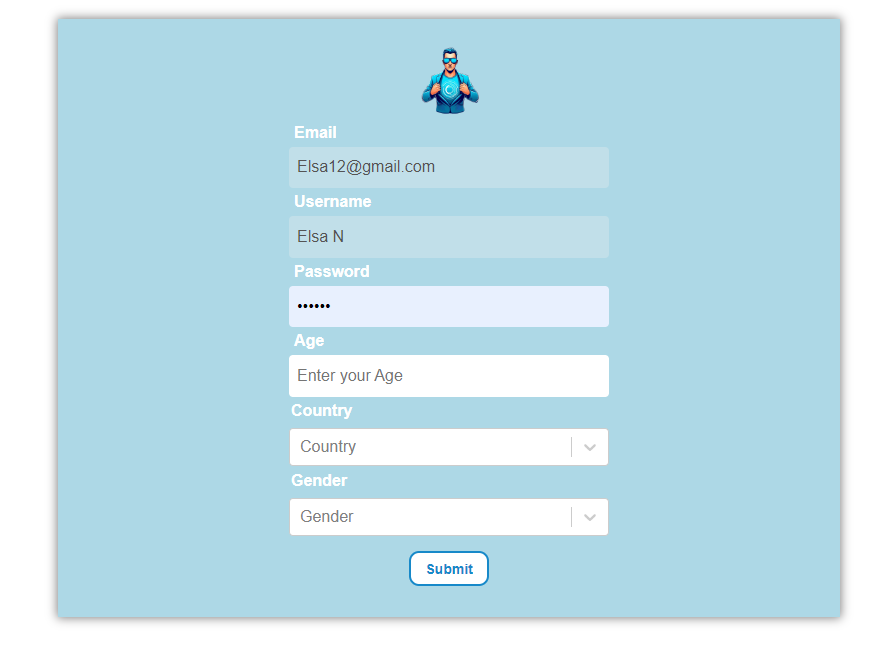 Email
Elsa12@gmail.com
Username
Elsa N
Password
••••••
Age
Enter your Age
Country
Country
Gender
Gender
Submit